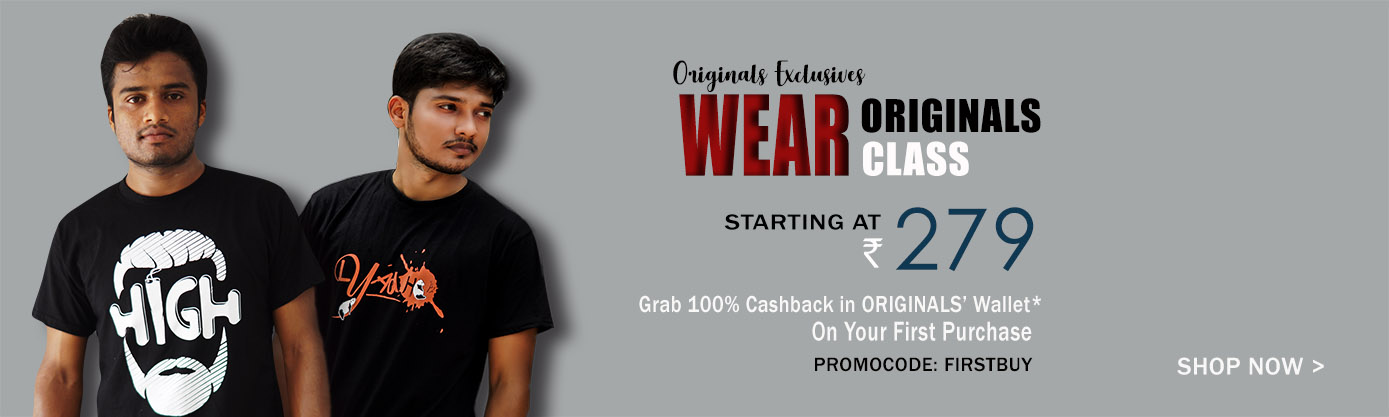 HIGH
Originals Exclusives
WEAR ORIGINALS
CLASS
STARTING AT
₹ 279
Grab 100% Cashback in ORIGINALS’ Wallet*
On Your First Purchase
PROMOCODE: FIRSTBUY
SHOP NOW >